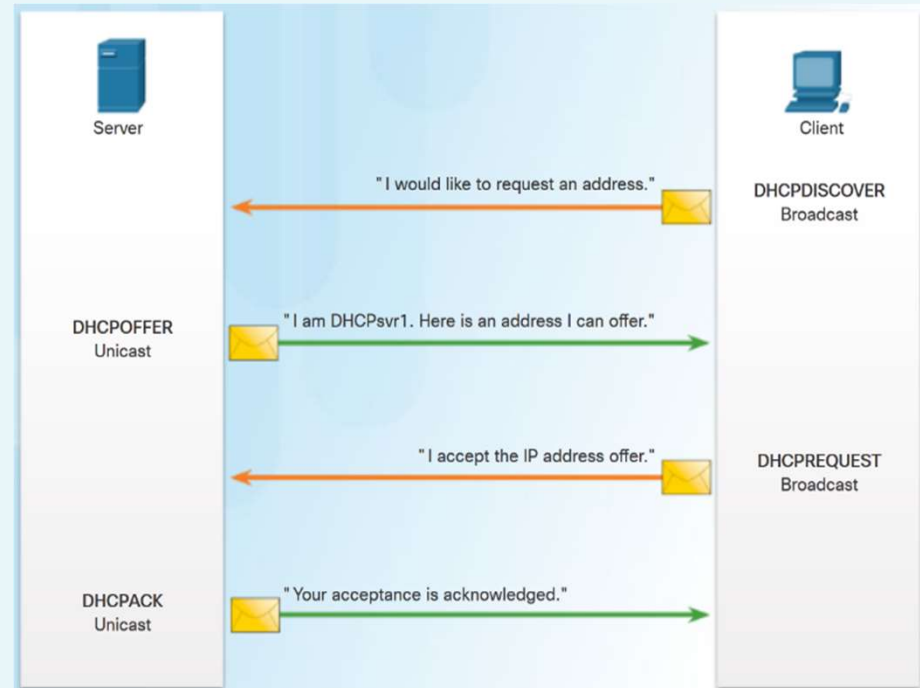 Server
Client
" I would like to request an address."
DHCPDISCOVER
Broadcast
DHCPOFFER
Unicast
" I am DHCPsvr1. Here is an address I can offer."
" I accept the IP address offer."
DHCPREQUEST
Broadcast
DHCPACK
Unicast
" Your acceptance is acknowledged."